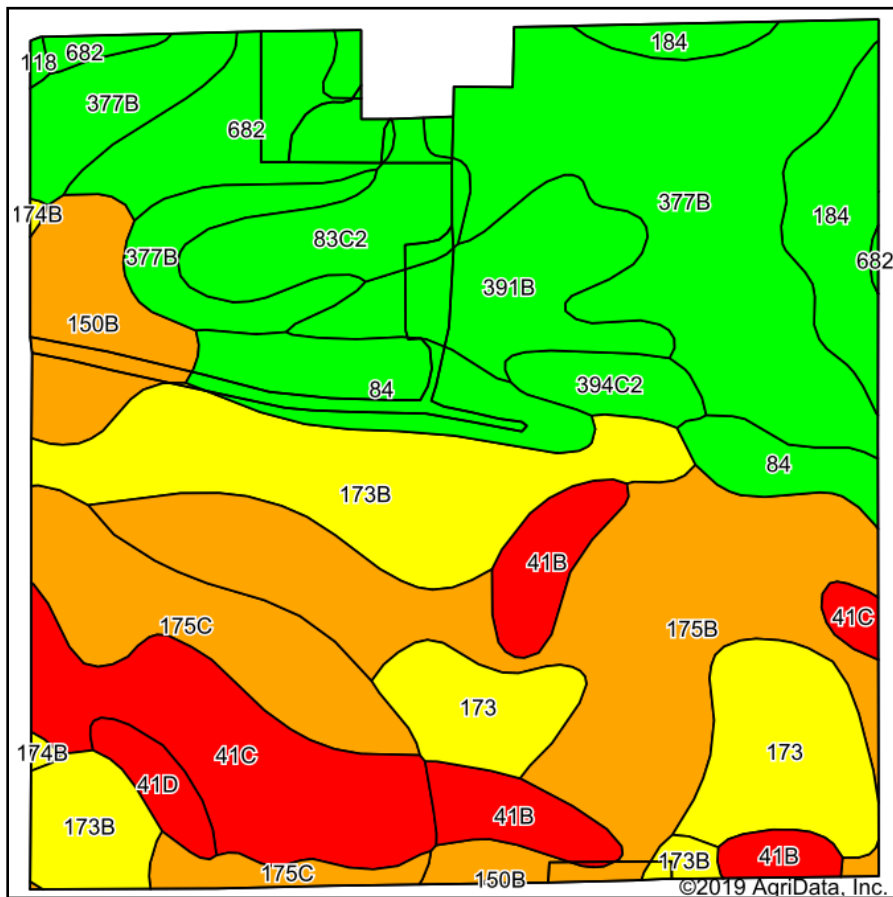 184
682
118
377B
682
377B
174B
184
83C2
377B
682
391B
150B
394C2
84
84
173B
41B
41C
175C
175B
173
174B
41C
173
41D
41B
173B
41B
173B
175C
150B
©2019 AgriData, Inc.